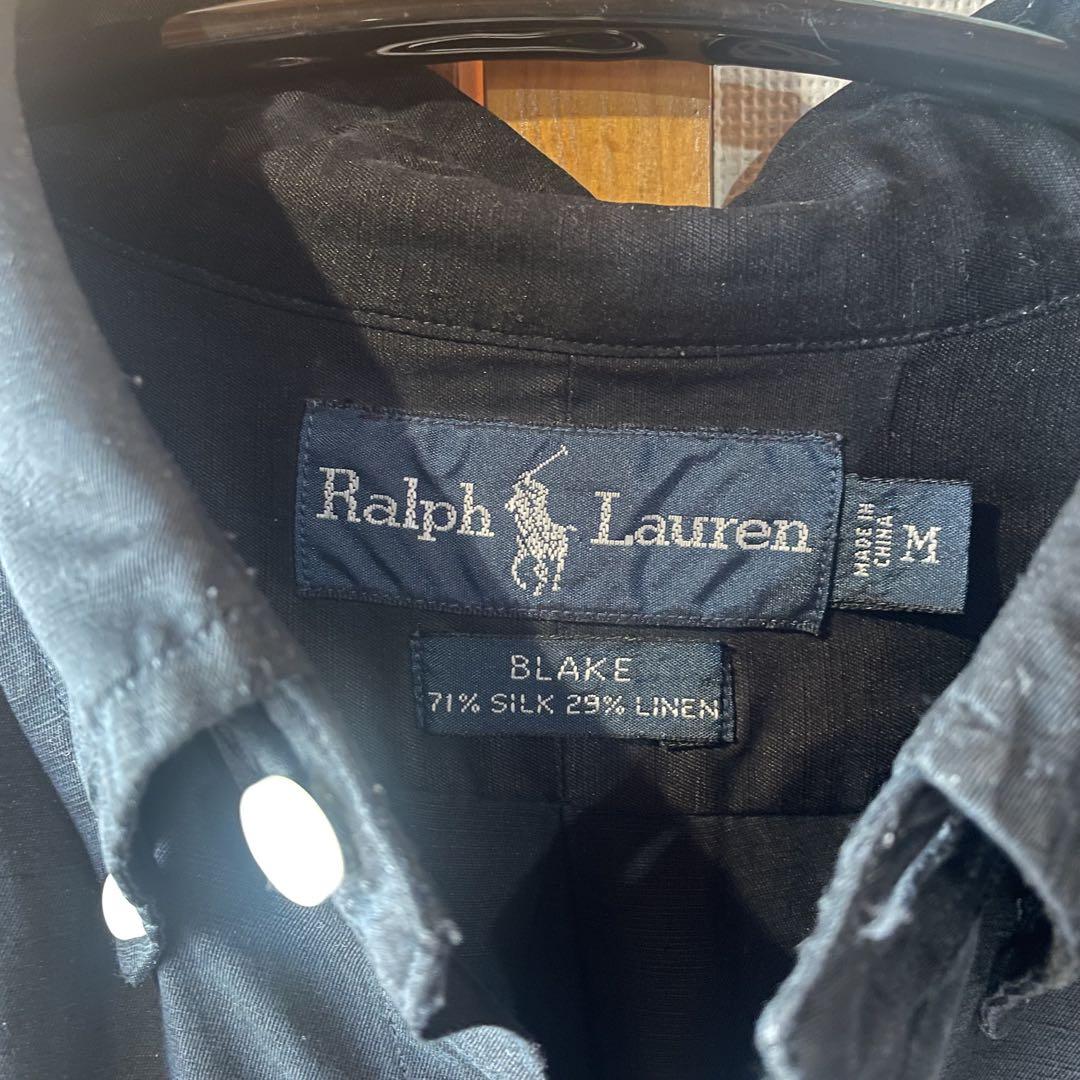 Ralph Lauren
MADE IN
CHINA
M
BLAKE
71% SILK 29% LINEN